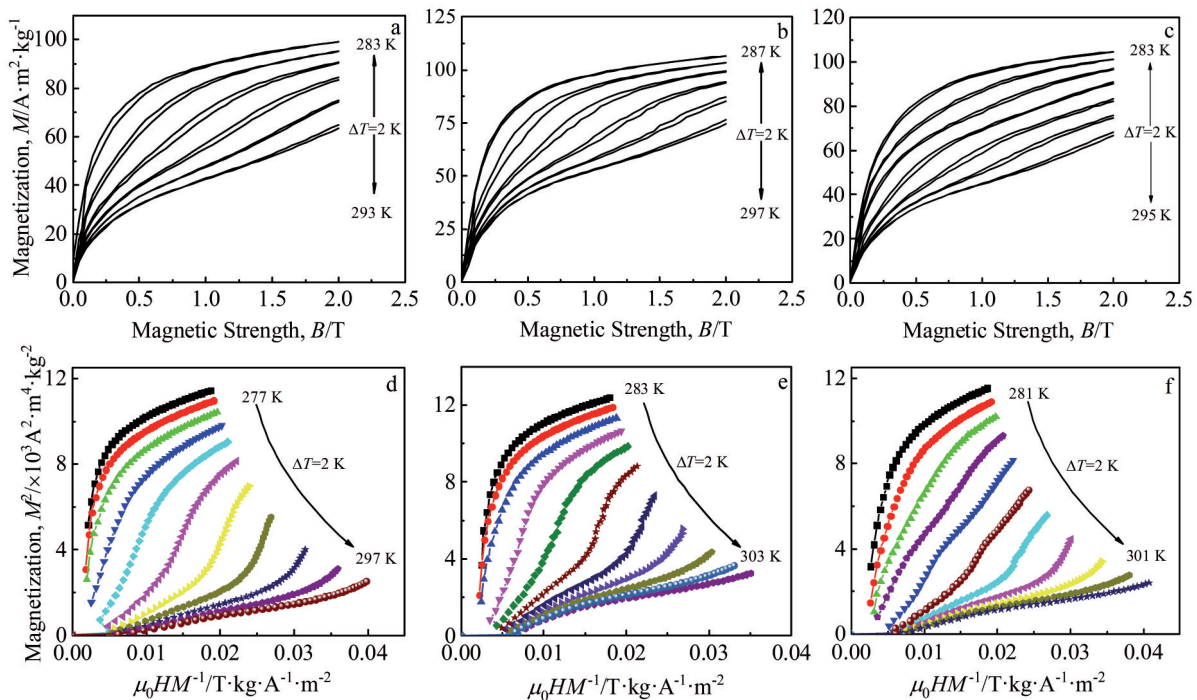 a
100
80
60
40
20
0
283 K
ΔT=2 K
293 K
0.0 0.5 1.0 1.5 2.0 2.5
Magnetic Strength, B/T
Magnetization, M/A·m²·kg⁻¹
b
125
100
75
50
25
0
287 K
ΔT=2 K
297 K
0.0 0.5 1.0 1.5 2.0 2.5
Magnetic Strength, B/T
c
120
100
80
60
40
20
0
283 K
ΔT=2 K
295 K
0.0 0.5 1.0 1.5 2.0 2.5
Magnetic Strength, B/T
d
12
8
4
0
277 K
ΔT=2 K
297 K
0.00 0.01 0.02 0.03 0.04
μ₀HM⁻¹/T·kg·A⁻¹·m⁻²
Magnetization, M²/×10³A²·m⁴·kg⁻²
e
12
8
4
0
283 K
ΔT=2 K
303 K
0.00 0.01 0.02 0.03 0.04
μ₀HM⁻¹/T·kg·A⁻¹·m⁻²
f
12
8
4
0
281 K
ΔT=2 K
301 K
0.00 0.01 0.02 0.03 0.04
μ₀HM⁻¹/T·kg·A⁻¹·m⁻²